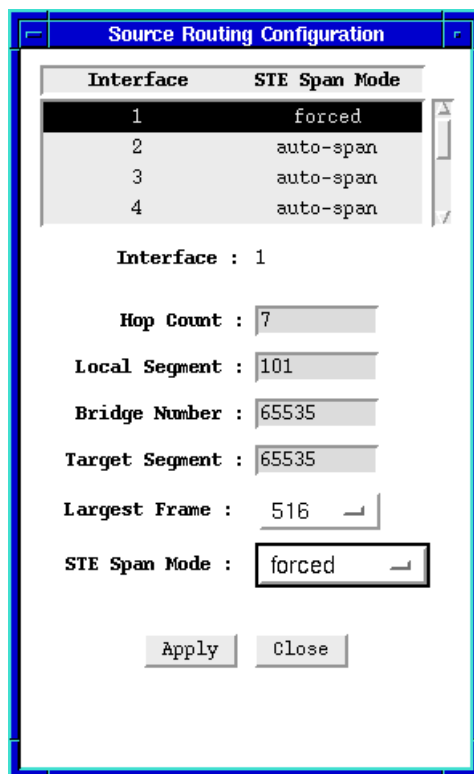 Source Routing Configuration
Interface STE Span Mode
1 forced
2 auto-span
3 auto-span
4 auto-span
Interface : 1
Hop Count : 7
Local Segment : 101
Bridge Number : 65535
Target Segment : 65535
Largest Frame : 516
STE Span Mode : forced
Apply Close